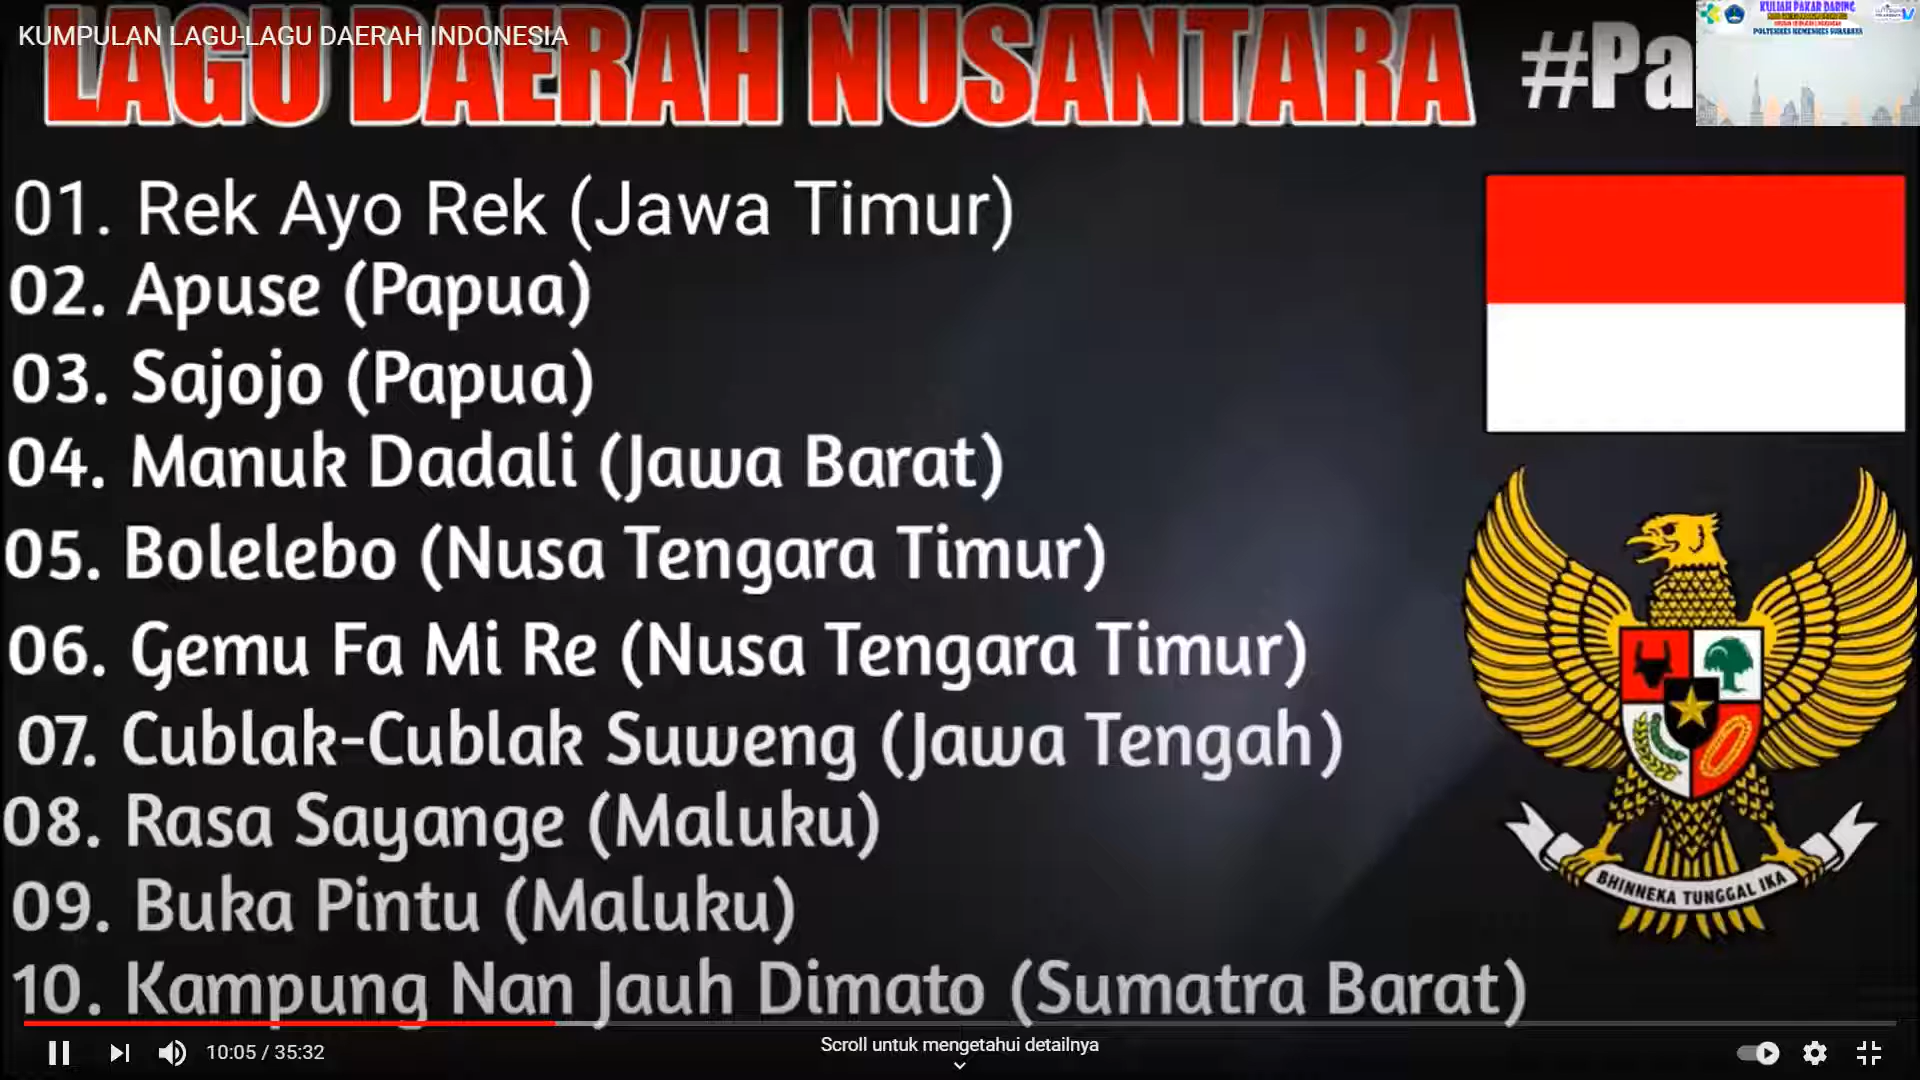 KUMPULAN LAGU-LAGU DAERAH INDONESIA
LAGU DAERAH NUSANTARA #Pa
KULIAH PAKAR DARING
POLTEKKES KEMENKES SURABAYA
01. Rek Ayo Rek (Jawa Timur)
02. Apuse (Papua)
03. Sajojo (Papua)
04. Manuk Dadali (Jawa Barat)
05. Bolelebo (Nusa Tengara Timur)
06. Gemu Fa Mi Re (Nusa Tengara Timur)
07. Cublak-Cublak Suweng (Jawa Tengah)
08. Rasa Sayange (Maluku)
09. Buka Pintu (Maluku)
10. Kampung Nan Jauh Dimato (Sumatra Barat)
BHINNEKA TUNGGAL IKA
10:05 / 35:32
Scroll untuk mengetahui detailnya